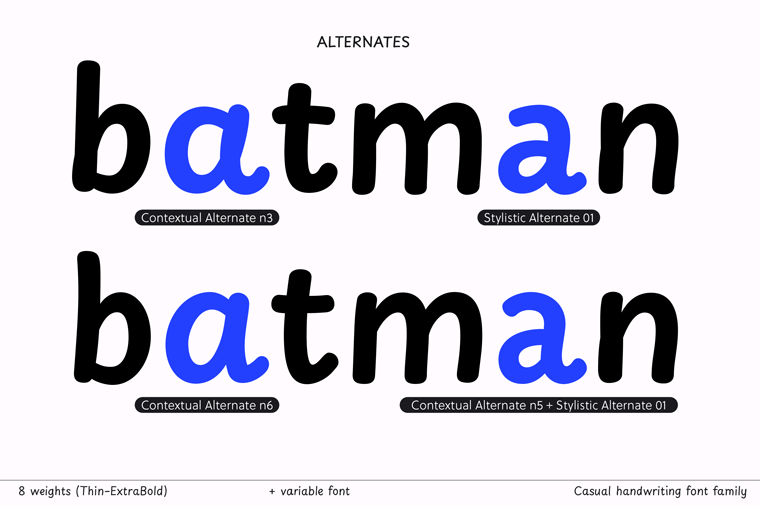 ALTERNATES
batman
Contextual Alternate n3 Stylistic Alternate 01
batman
Contextual Alternate n6 Contextual Alternate n5 + Stylistic Alternate 01
8 weights (Thin-ExtraBold) + variable font Casual handwriting font family